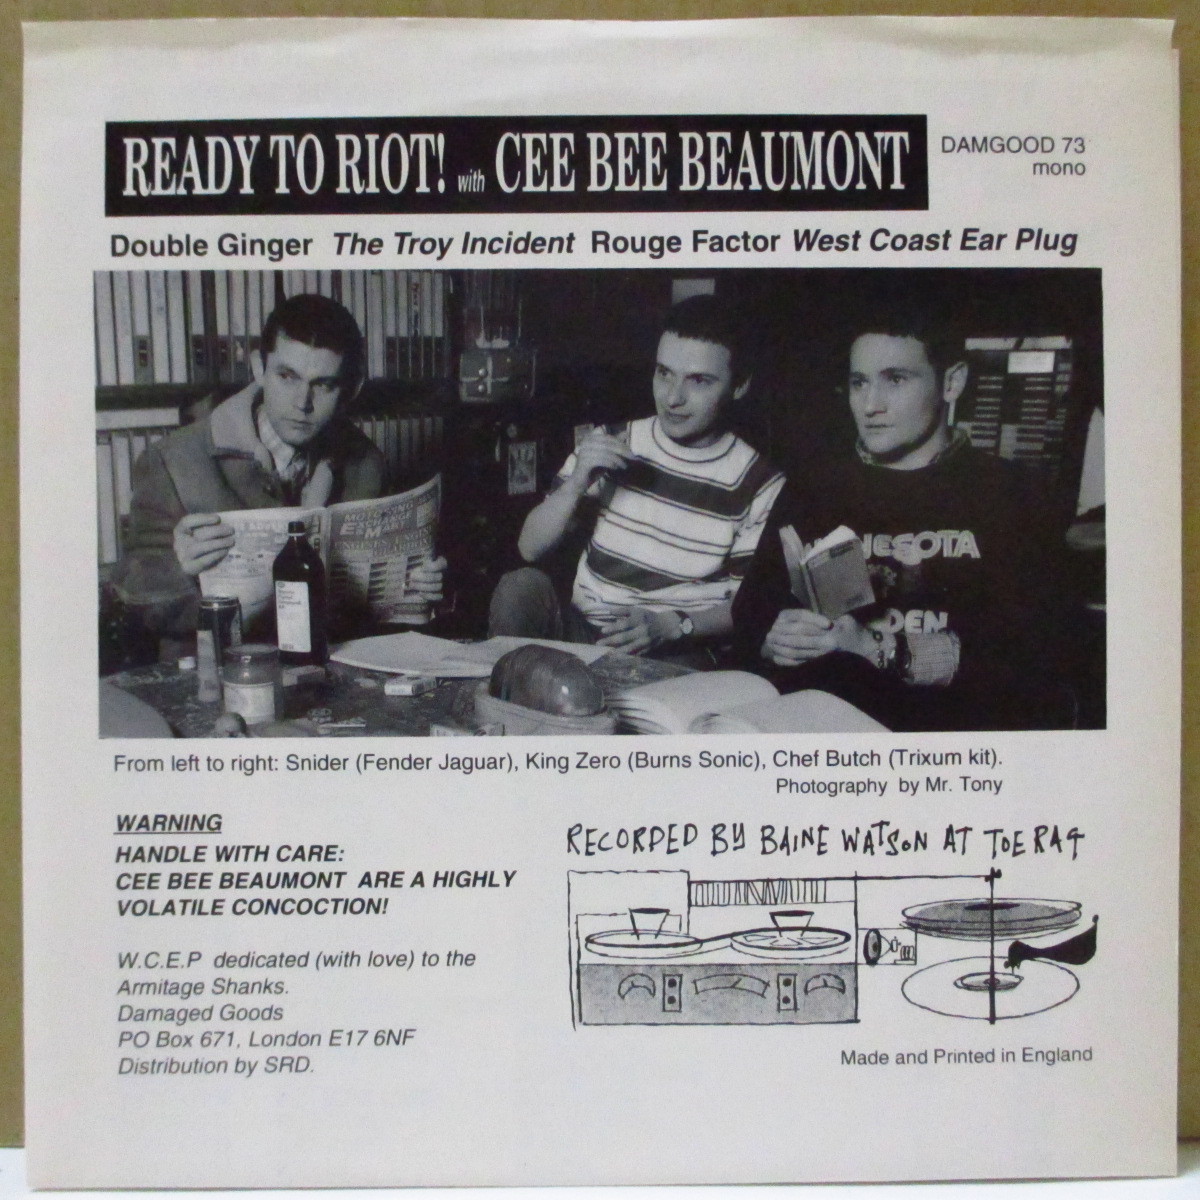 READY TO RIOT! with CEE BEE BEAUMONT
DAMGOOD 73
mono
Double Ginger The Troy Incident Rouge Factor West Coast Ear Plug
NESOTA
DEN
From left to right: Snider (Fender Jaguar), King Zero (Burns Sonic), Chef Butch (Trixum kit).
Photography by Mr. Tony
WARNING
HANDLE WITH CARE:
CEE BEE BEAUMONT ARE A HIGHLY
VOLATILE CONCOCTION!
W.C.E.P dedicated (with love) to the
Armitage Shanks.
Damaged Goods
PO Box 671, London E17 6NF
Distribution by SRD.
RECORDED BY BAINE WATSON AT TOE RAG
Made and Printed in England